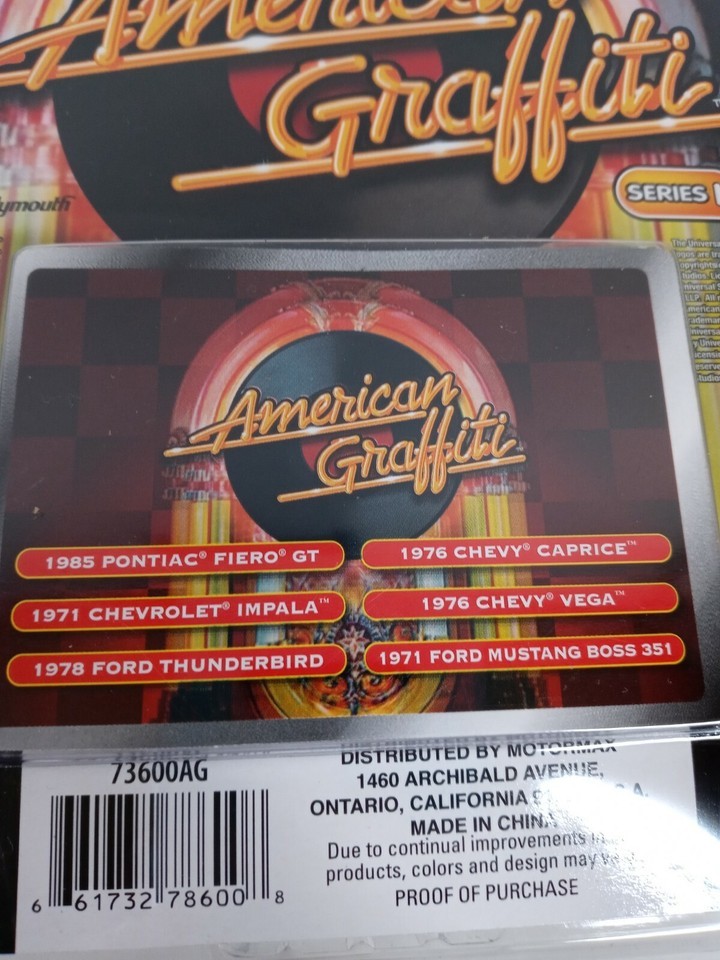 American
Graffiti
SERIES
American
Graffiti
1985 PONTIAC® FIERO® GT
1976 CHEVY® CAPRICE™
1971 CHEVROLET® IMPALA™
1976 CHEVY® VEGA™
1978 FORD THUNDERBIRD
1971 FORD MUSTANG BOSS 351
73600AG
6 61732 78600 8
DISTRIBUTED BY MOTORMAX
1460 ARCHIBALD AVENUE,
ONTARIO, CALIFORNIA
MADE IN CHINA
Due to continual improvements
products, colors and design may
PROOF OF PURCHASE